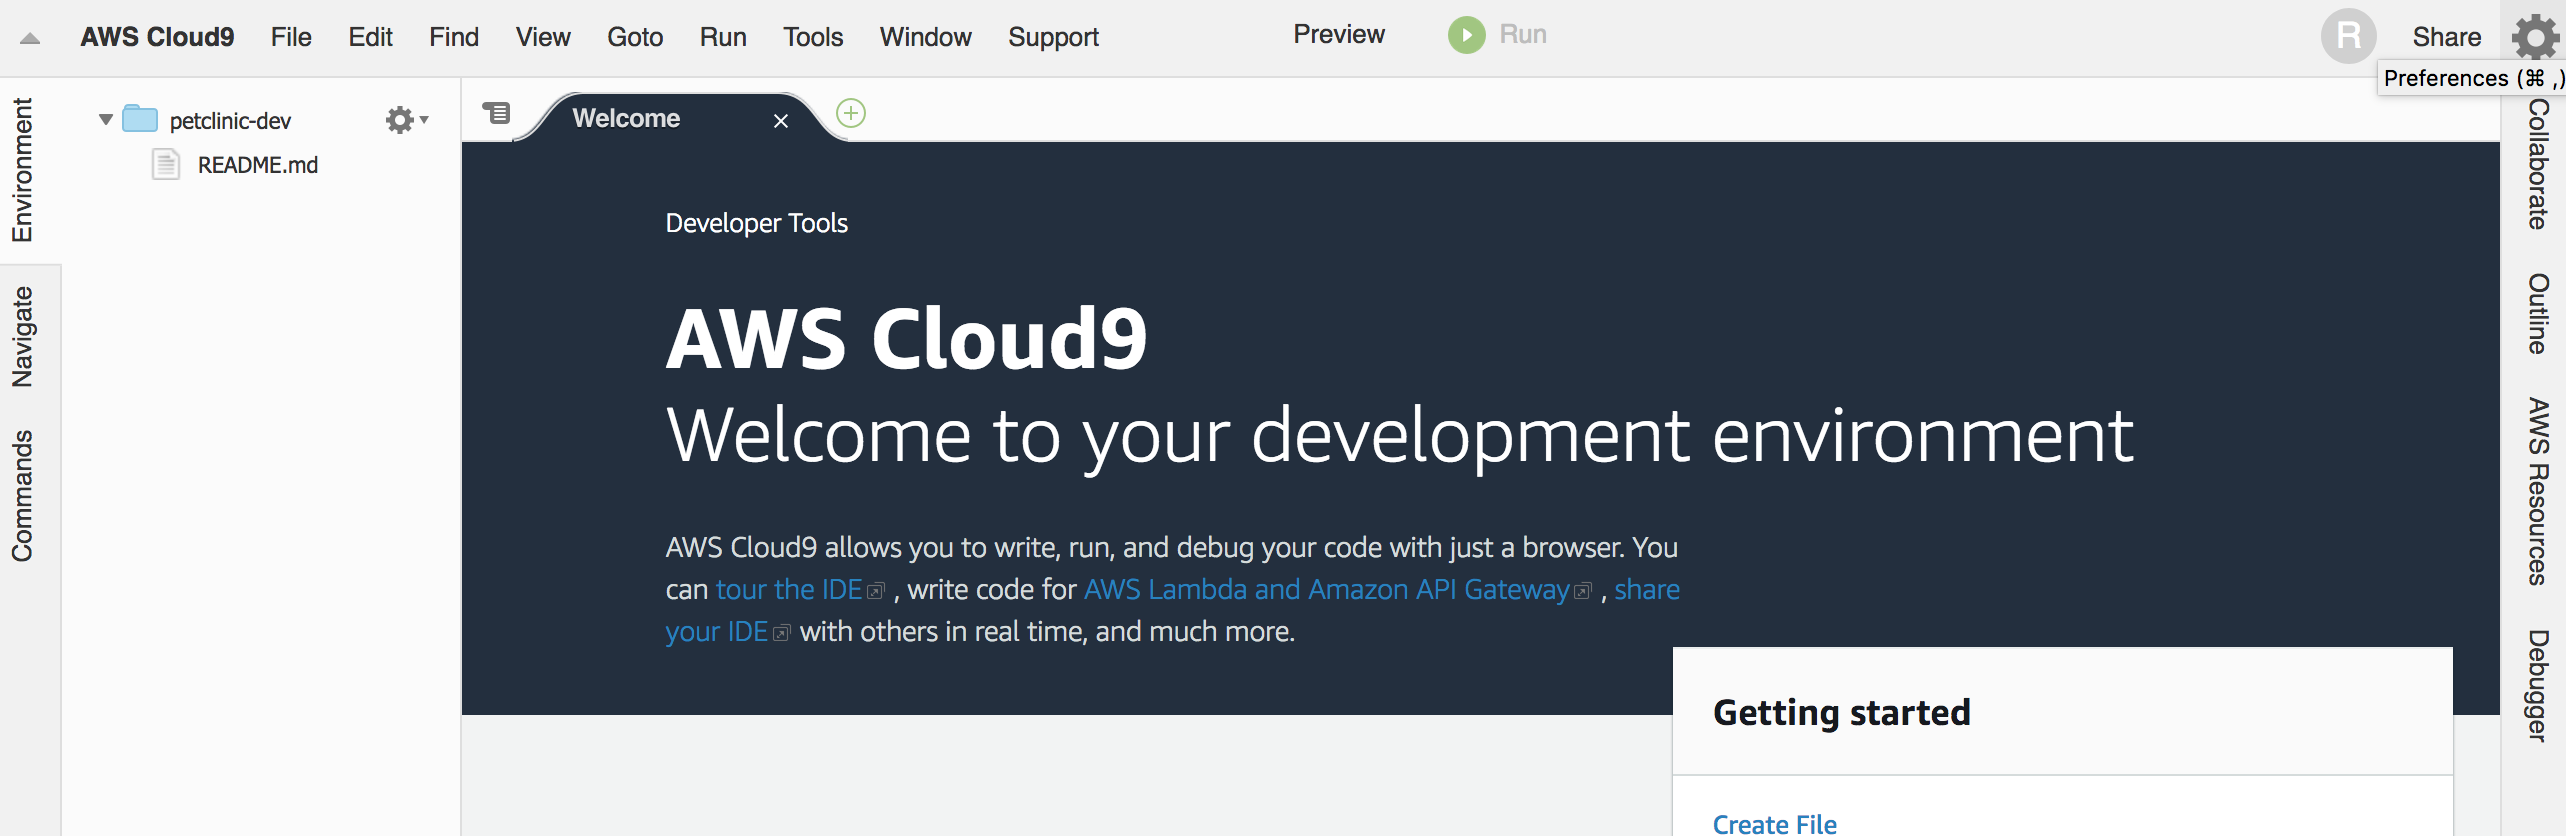 AWS Cloud9 File Edit Find View Goto Run Tools Window Support Preview Run R Share
Preferences (⌘ ,)
Environment
Navigate
Commands
petclinic-dev
README.md
Welcome
Developer Tools
AWS Cloud9
Welcome to your development environment
AWS Cloud9 allows you to write, run, and debug your code with just a browser. You
can tour the IDE , write code for AWS Lambda and Amazon API Gateway , share
your IDE with others in real time, and much more.
Getting started
Create File
Collaborate
Outline
AWS Resources
Debugger